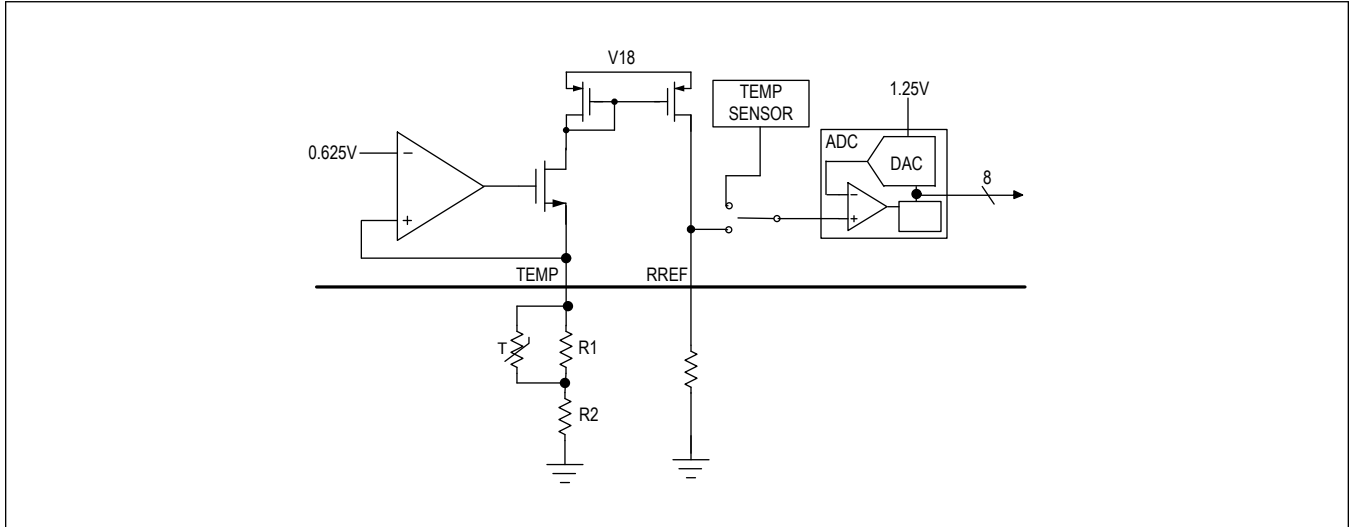 V18
TEMP
SENSOR
1.25V
ADC
DAC
0.625V
−
+
−
+
8
TEMP
RREF
T
R1
R2